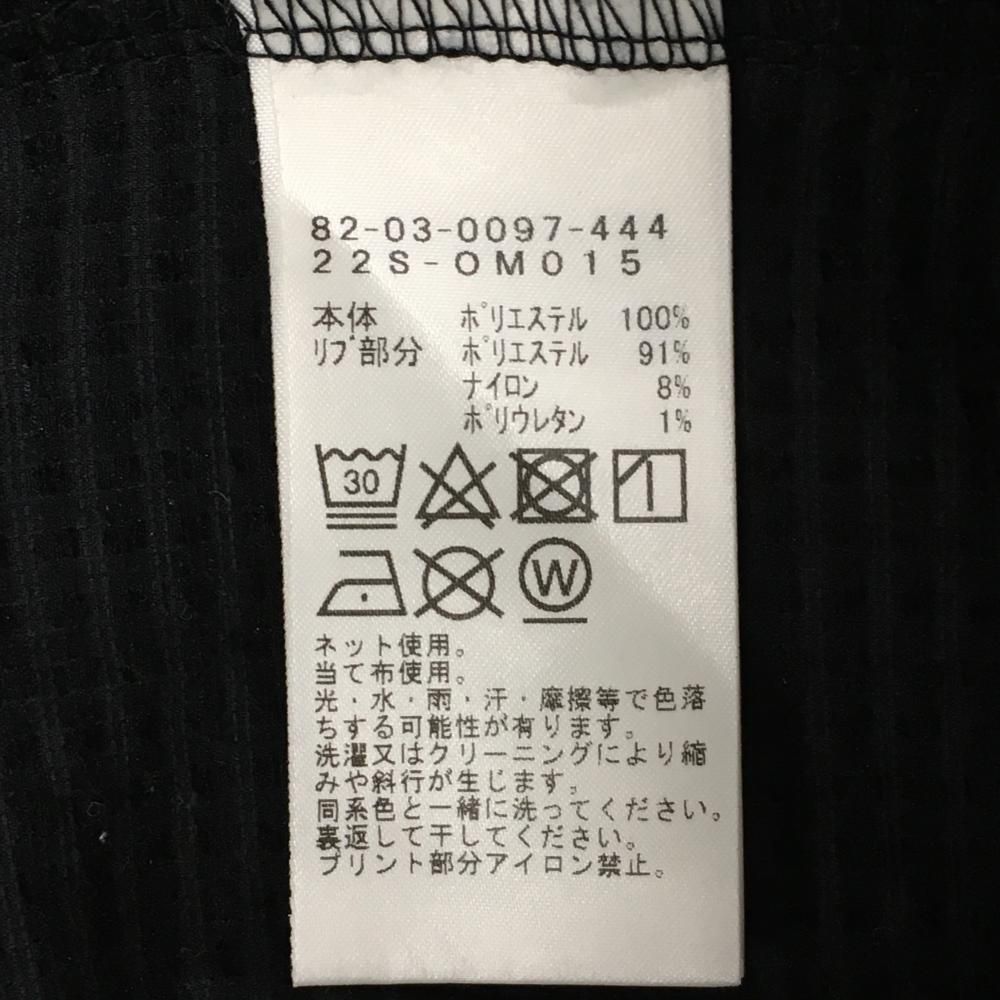 82-03-0097-444
22S-OM015
本体 ポリエステル 100%
リブ部分 ポリエステル 91%
ナイロン 8%
ポリウレタン 1%
30
W
ネット使用。
当て布使用。
光・水・雨・汗・摩擦等で色落
ちする可能性が有ります。
洗濯又はクリーニングにより縮
みや斜行が生じます。
同系色と一緒に洗ってください。
裏返して干してください。
プリント部分アイロン禁止。